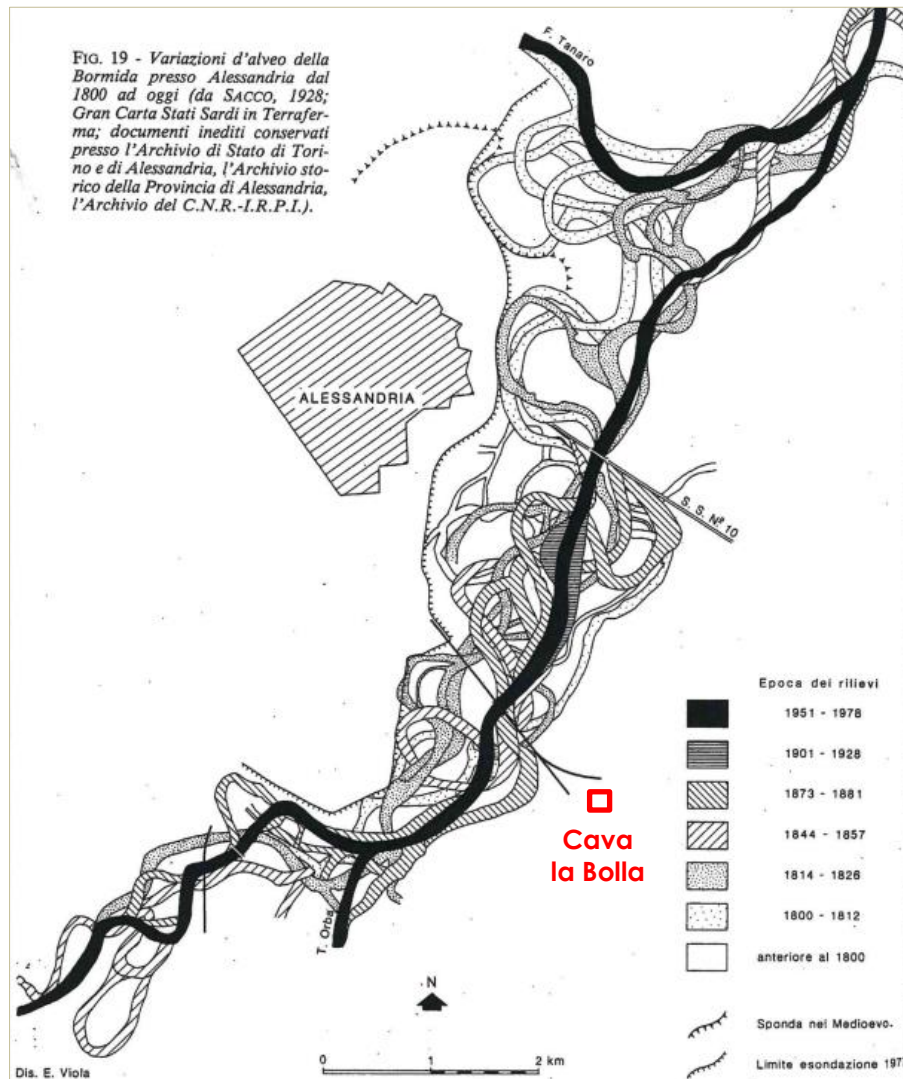 FIG. 19 - Variazioni d'alveo della
Bormida presso Alessandria dal
1800 ad oggi (da SACCO, 1928;
Gran Carta Stati Sardi in Terrafer-
ma; documenti inediti conservati
presso l'Archivio di Stato di Tori-
no e di Alessandria, l'Archivio sto-
rico della Provincia di Alessandria,
l'Archivio del C.N.R.-I.R.P.I.).
F. Tanaro
ALESSANDRIA
S. S. Nº 10
Epoca dei rilievi
1951 - 1978
1901 - 1928
1873 - 1881
1844 - 1857
1814 - 1826
1800 - 1812
anteriore al 1800
Sponda nel Medioevo.
Limite esondazione 197
Cava
la Bolla
T. Orba
N
0 1 2 km
Dis. E. Viola